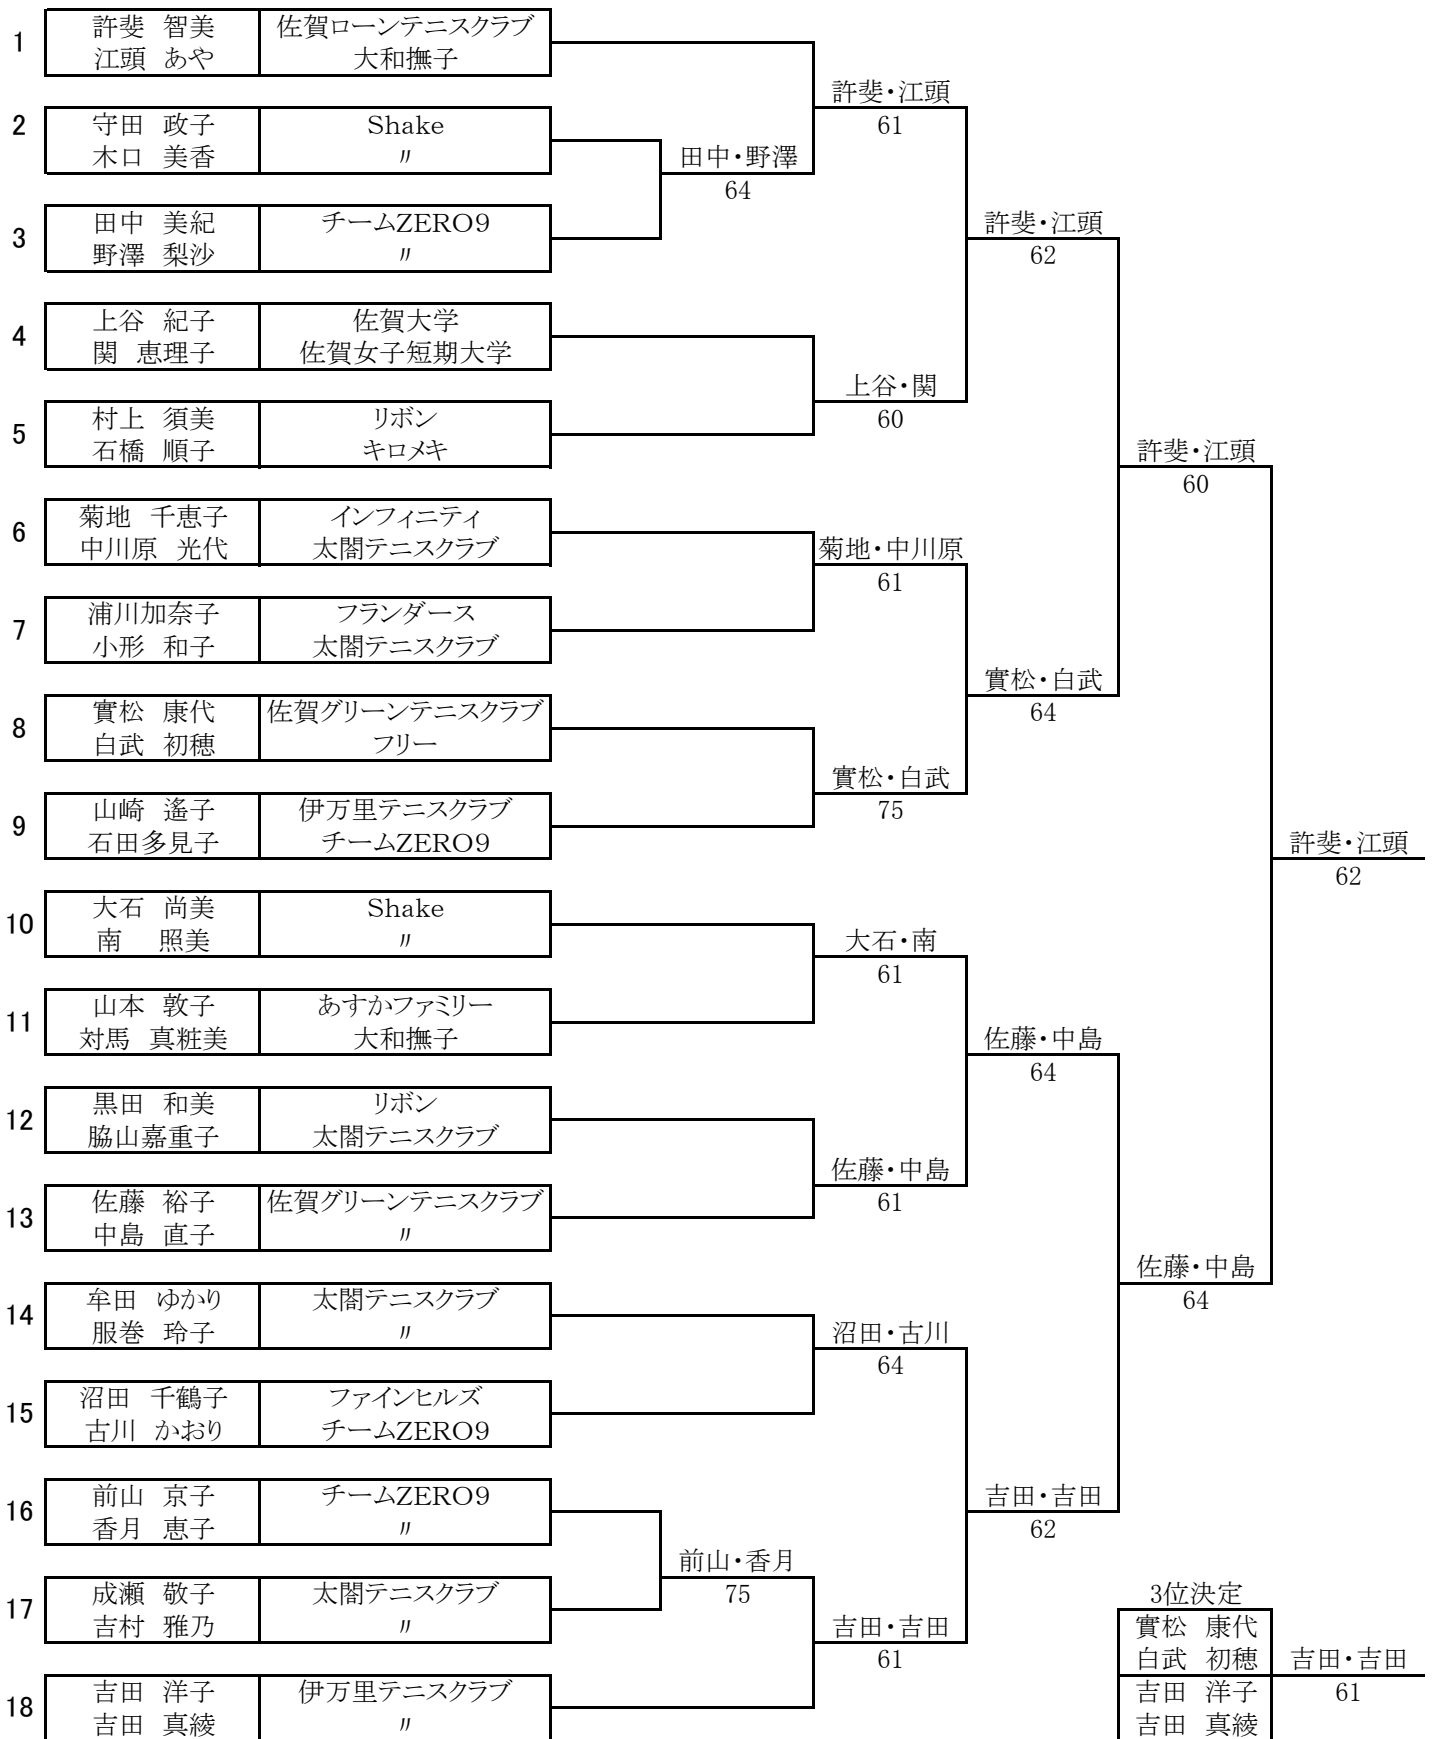 1 許斐 智美 佐賀ローンテニスクラブ
江頭 あや 大和撫子
許斐・江頭
61
2 守田 政子 Shake
木口 美香 〃
田中・野澤
64
3 田中 美紀 チームZERO9
野澤 梨沙 〃
許斐・江頭
62
4 上谷 紀子 佐賀大学
関 恵理子 佐賀女子短期大学
上谷・関
60
5 村上 須美 リボン
石橋 順子 キロメキ
許斐・江頭
60
6 菊地 千恵子 インフィニティ
中川原 光代 太閤テニスクラブ
菊地・中川原
61
7 浦川加奈子 フランダース
小形 和子 太閤テニスクラブ
實松・白武
64
8 實松 康代 佐賀グリーンテニスクラブ
白武 初穂 フリー
實松・白武
75
9 山崎 遙子 伊万里テニスクラブ
石田多見子 チームZERO9
許斐・江頭
62
10 大石 尚美 Shake
南 照美 〃
大石・南
61
11 山本 敦子 あすかファミリー
対馬 真粧美 大和撫子
佐藤・中島
64
12 黒田 和美 リボン
脇山嘉重子 太閤テニスクラブ
佐藤・中島
61
13 佐藤 裕子 佐賀グリーンテニスクラブ
中島 直子 〃
佐藤・中島
64
14 牟田 ゆかり 太閤テニスクラブ
服巻 玲子 〃
沼田・古川
64
15 沼田 千鶴子 ファインヒルズ
古川 かおり チームZERO9
16 前山 京子 チームZERO9
香月 恵子 〃
吉田・吉田
62
前山・香月
75
17 成瀬 敬子 太閤テニスクラブ
吉村 雅乃 〃
吉田・吉田
61
18 吉田 洋子 伊万里テニスクラブ
吉田 真綾 〃
3位決定
實松 康代
白武 初穂
吉田・吉田
61
吉田 洋子
吉田 真綾